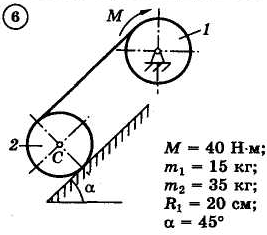 6
M
1
2
C
α
M = 40 Н·м;
m₁ = 15 кг;
m₂ = 35 кг;
R₁ = 20 см;
α = 45°